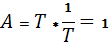 A = T * 1/T = 1